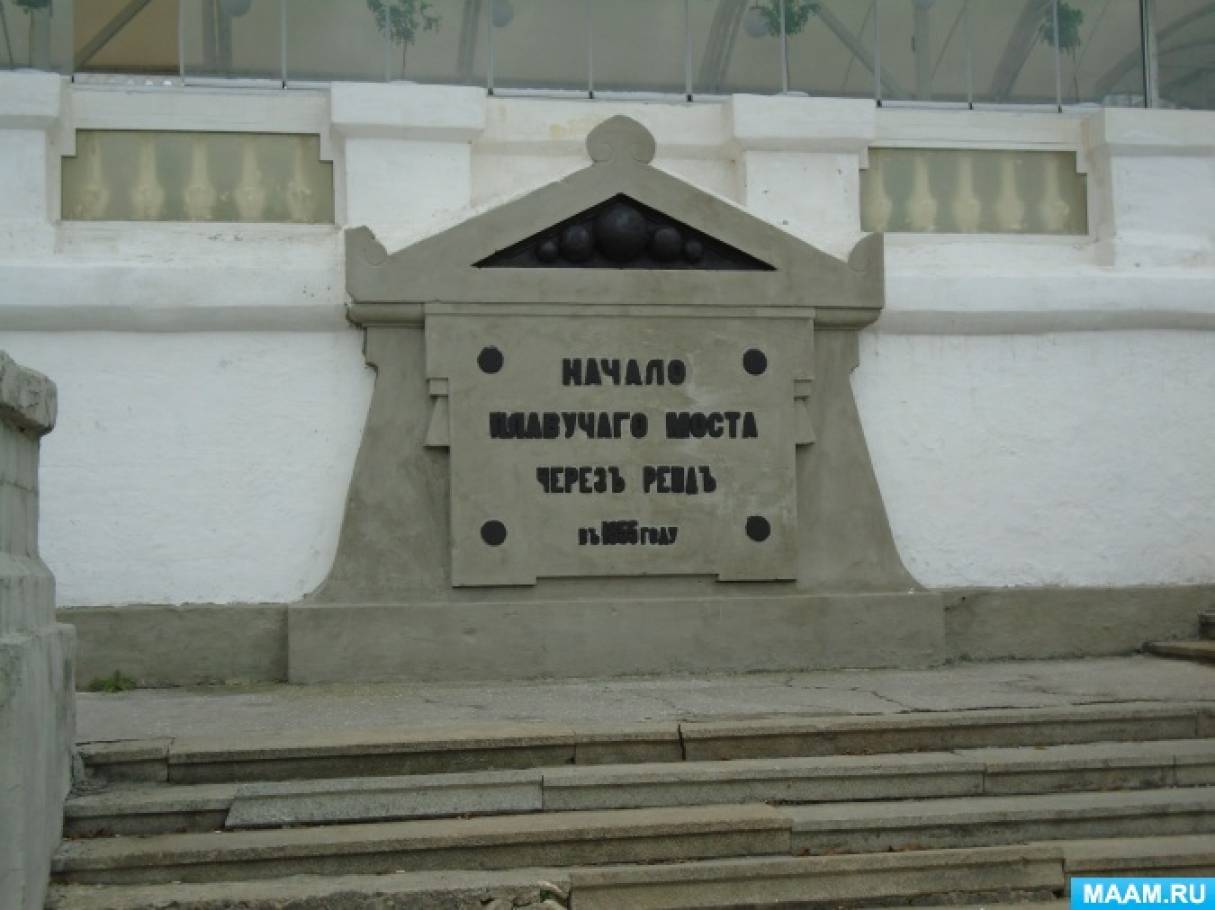 НАЧАЛО
ПЛАВУЧАГО МОСТА
ЧЕРЕЗЪ РЕЙДЪ
ВЪ 1855 ГОДУ
MAAM.RU